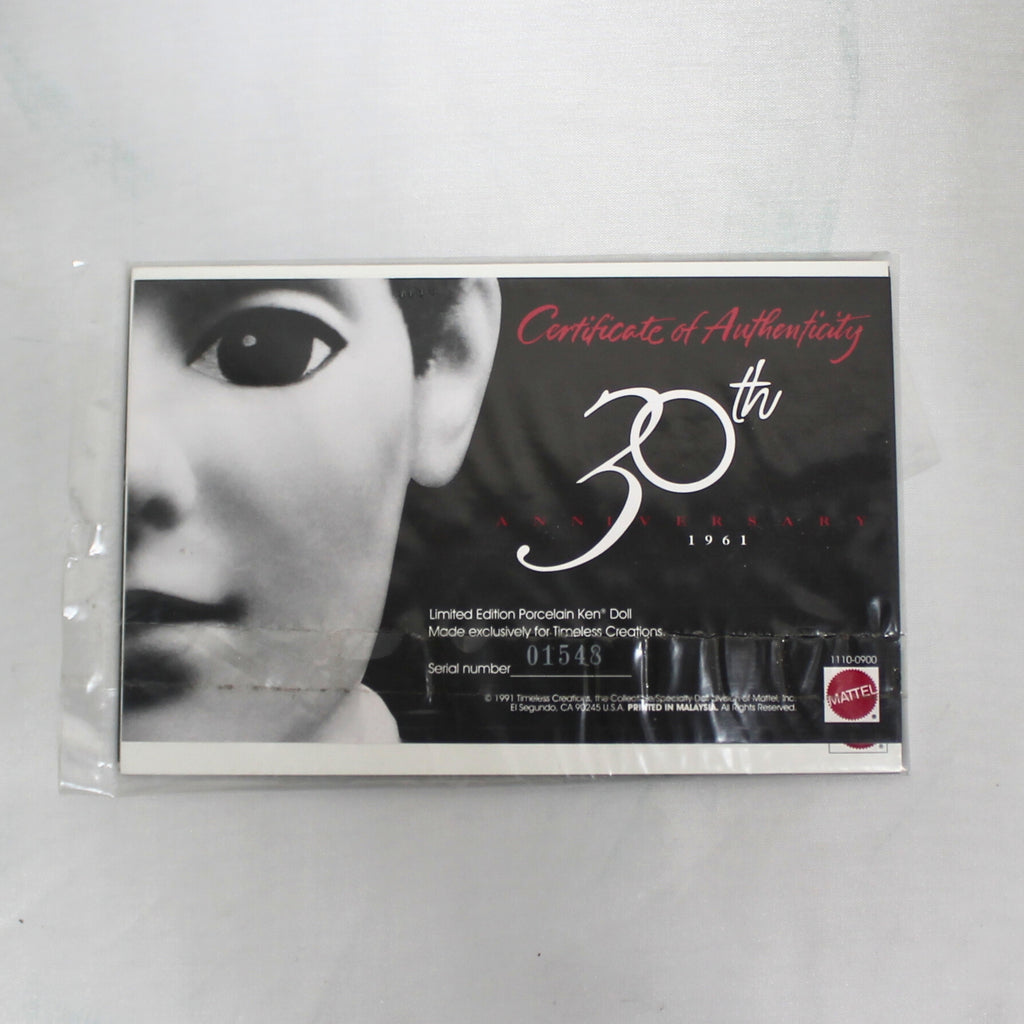 Certificate of Authenticity
30th
ANNIVERSARY
1961
Limited Edition Porcelain Ken® Doll
Made exclusively for Timeless Creations.
Serial number 01548
1110-0900
© 1991 Timeless Creations, the Collectible/Specialty Doll division of Mattel, Inc.
El Segundo, CA 90245 U.S.A. PRINTED IN MALAYSIA. All Rights Reserved.
MATTEL
®
®